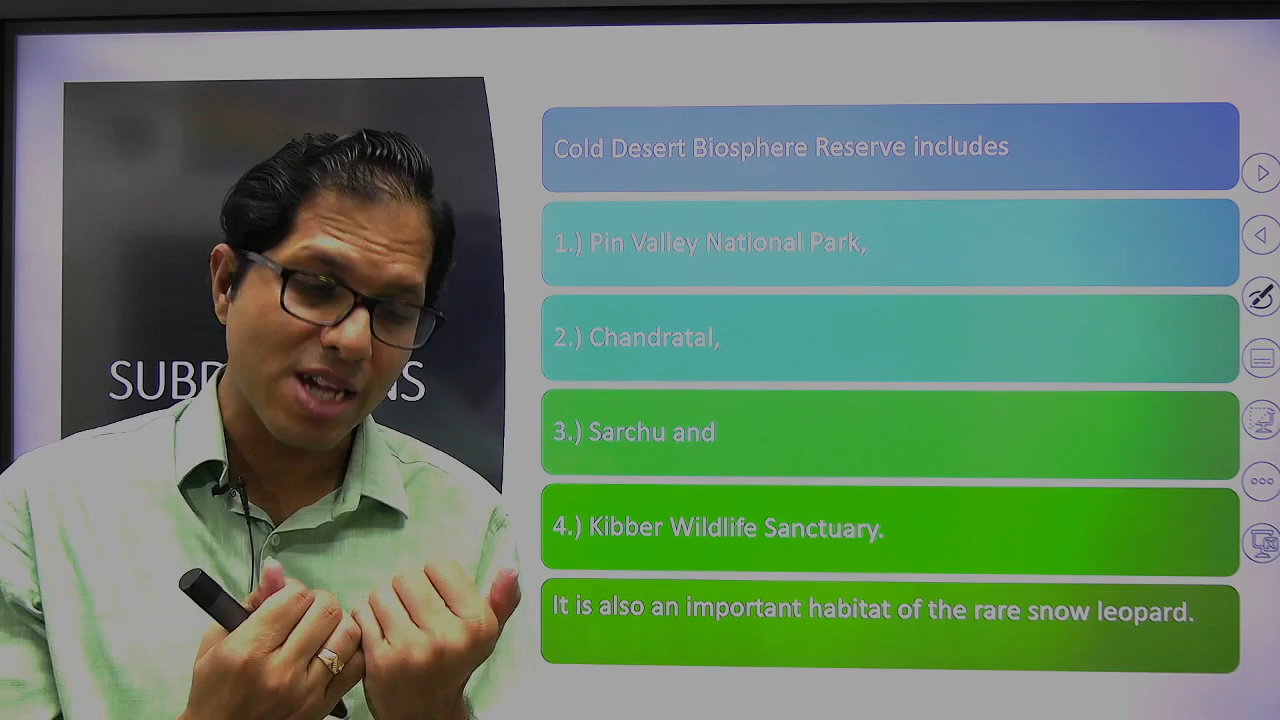 Cold Desert Biosphere Reserve includes
1.) Pin Valley National Park,
2.) Chandratal,
3.) Sarchu and
4.) Kibber Wildlife Sanctuary.
It is also an important habitat of the rare snow leopard.